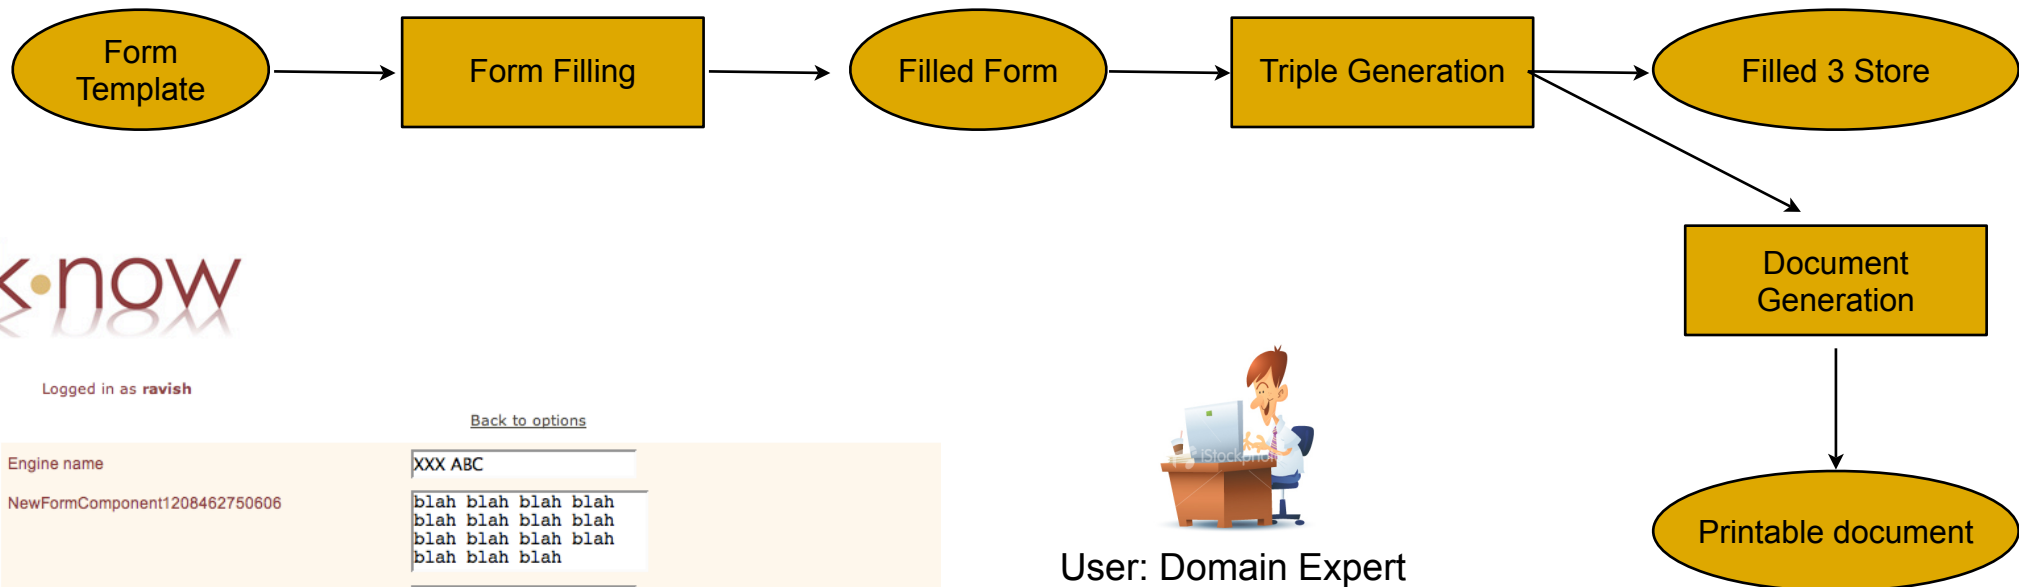 Form
Template
Form Filling
Filled Form
Triple Generation
Filled 3 Store
Document
Generation
k•now
Logged in as ravish
Back to options
Engine name
XXX ABC
NewFormComponent1208462750606
blah blah blah blah
blah blah blah blah
blah blah blah blah
blah blah blah
iStockpho
User: Domain Expert
Printable document